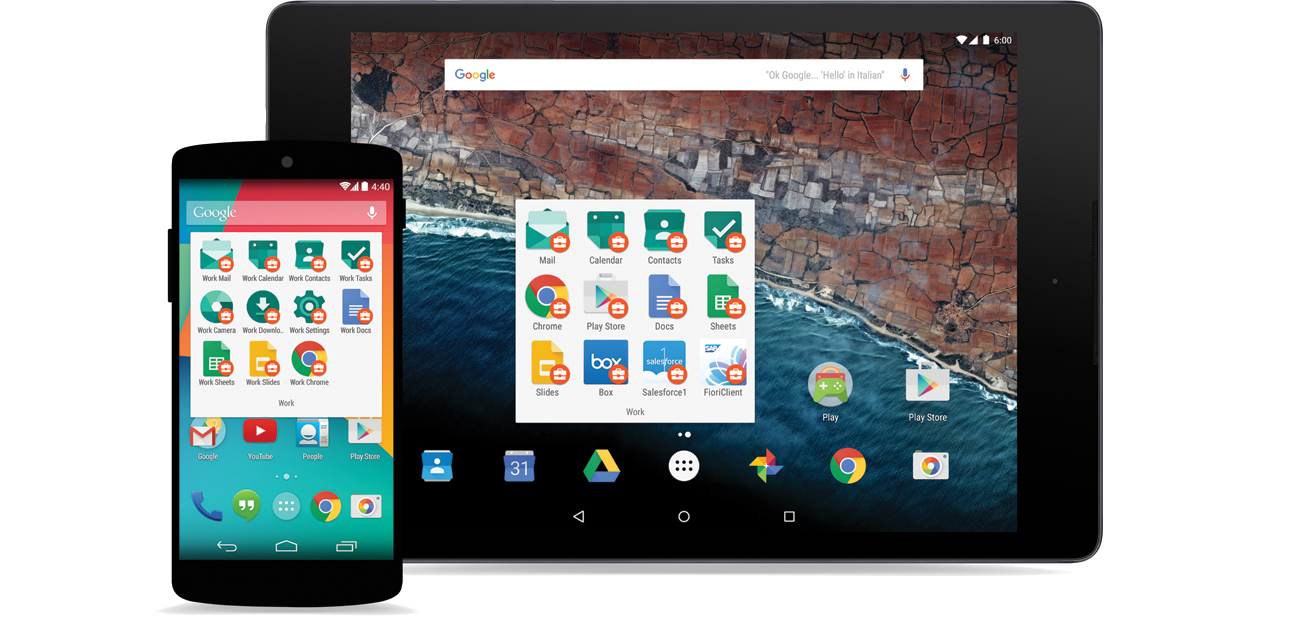 6:00
Google "Ok Google... 'Hello' in Italian"
Mail Calendar Contacts Tasks
Chrome Play Store Docs Sheets
box salesforce1 SAP
Slides Box Salesforce1 FioriClient
Work
Play Play Store
31
4:40
Google
Work Mail Work Calendar Work Contacts Work Tasks
Work Camera Work Downlo.. Work Settings Work Docs
Work Sheets Work Slides Work Chrome
Work
Google YouTube People Play Store